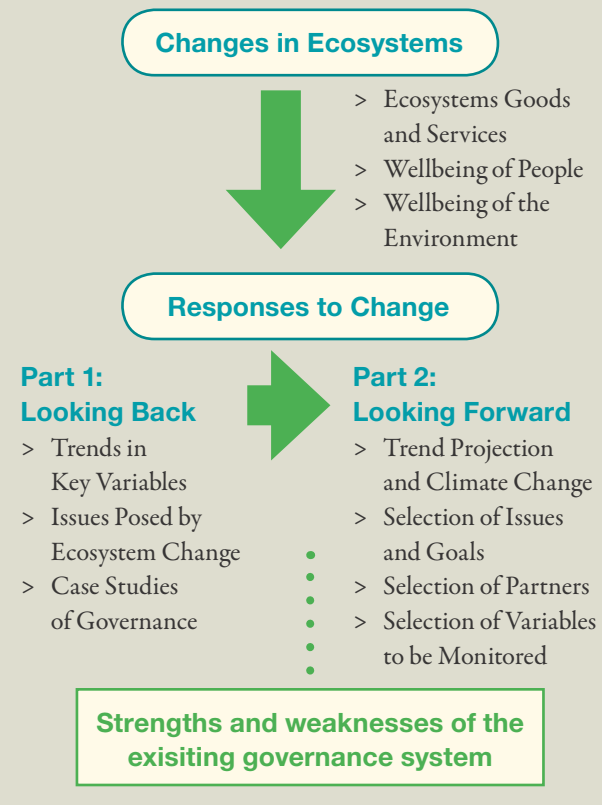 Changes in Ecosystems
> Ecosystems Goods
and Services
> Wellbeing of People
> Wellbeing of the
Environment
Responses to Change
Part 1:
Looking Back
> Trends in
Key Variables
> Issues Posed by
Ecosystem Change
> Case Studies
of Governance
Part 2:
Looking Forward
> Trend Projection
and Climate Change
> Selection of Issues
and Goals
> Selection of Partners
> Selection of Variables
to be Monitored
Strengths and weaknesses of the
exisiting governance system